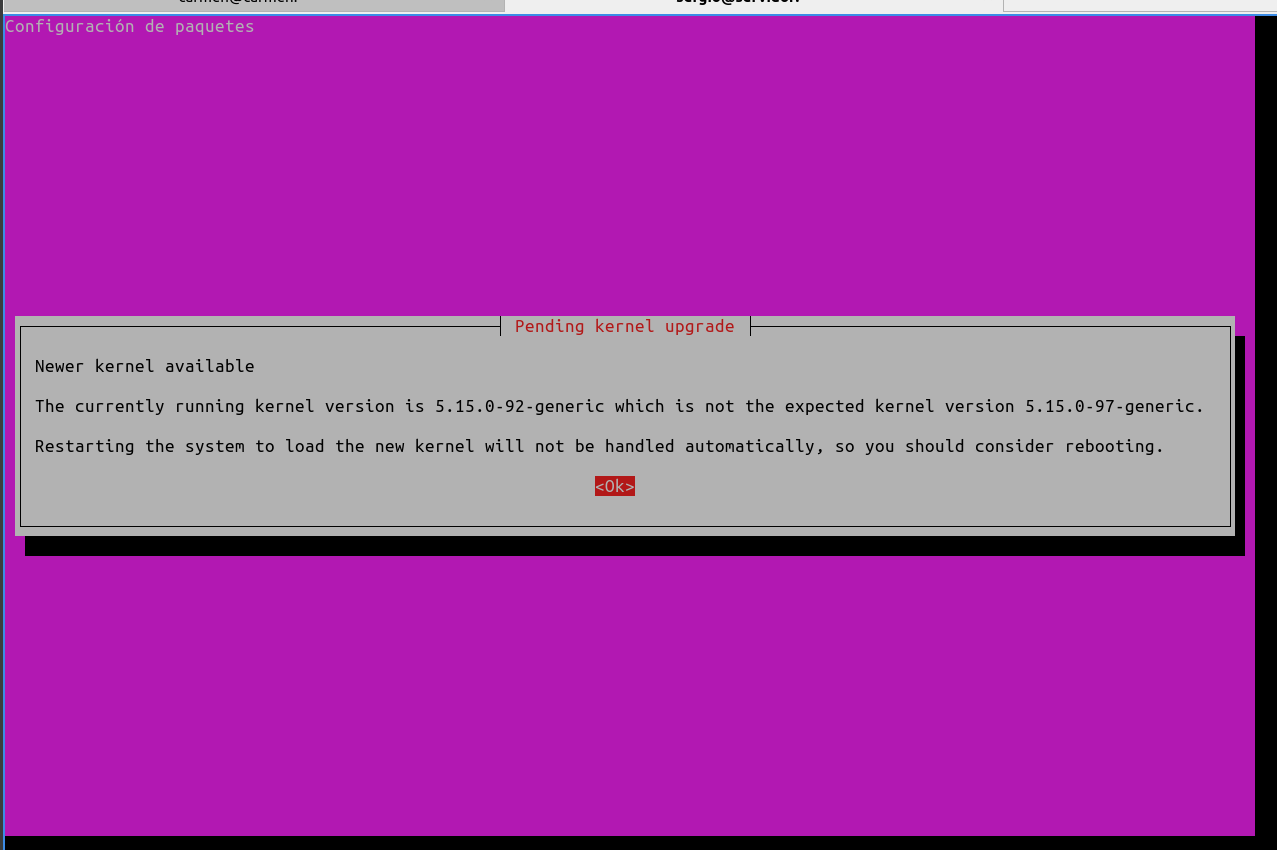 Configuración de paquetes
Pending kernel upgrade
Newer kernel available
The currently running kernel version is 5.15.0-92-generic which is not the expected kernel version 5.15.0-97-generic.
Restarting the system to load the new kernel will not be handled automatically, so you should consider rebooting.
<Ok>